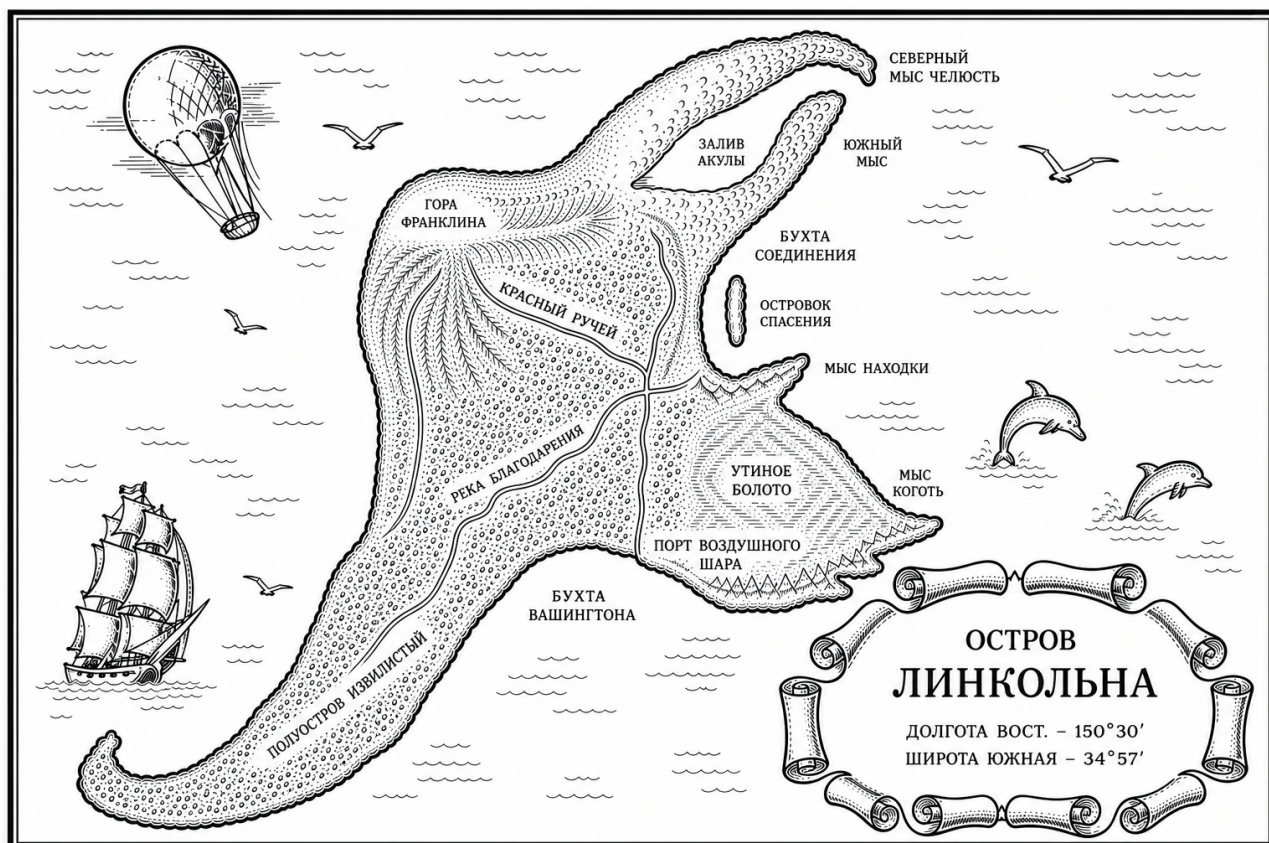 СЕВЕРНЫЙ
МЫС ЧЕЛЮСТЬ
ЗАЛИВ
АКУЛЫ
ЮЖНЫЙ
МЫС
ГОРА
ФРАНКЛИНА
БУХТА
СОЕДИНЕНИЯ
КРАСНЫЙ РУЧЕЙ
ОСТРОВОК
СПАСЕНИЯ
МЫС НАХОДКИ
РЕКА БЛАГОДАРЕНИЯ
УТИНОЕ
БОЛОТО
МЫС
КОГОТЬ
ПОРТ ВОЗДУШНОГО
ШАРА
БУХТА
ВАШИНГТОНА
ПОЛУОСТРОВ ИЗВИЛИСТЫЙ
ОСТРОВ
ЛИНКОЛЬНА
ДОЛГОТА ВОСТ. – 150°30′
ШИРОТА ЮЖНАЯ – 34°57′